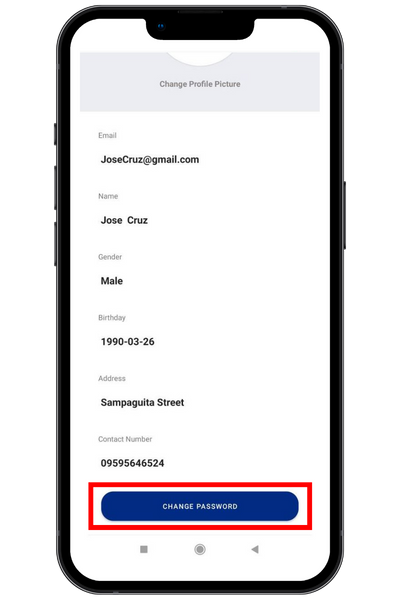 Change Profile Picture
Email
JoseCruz@gmail.com
Name
Jose Cruz
Gender
Male
Birthday
1990-03-26
Address
Sampaguita Street
Contact Number
09595646524
CHANGE PASSWORD